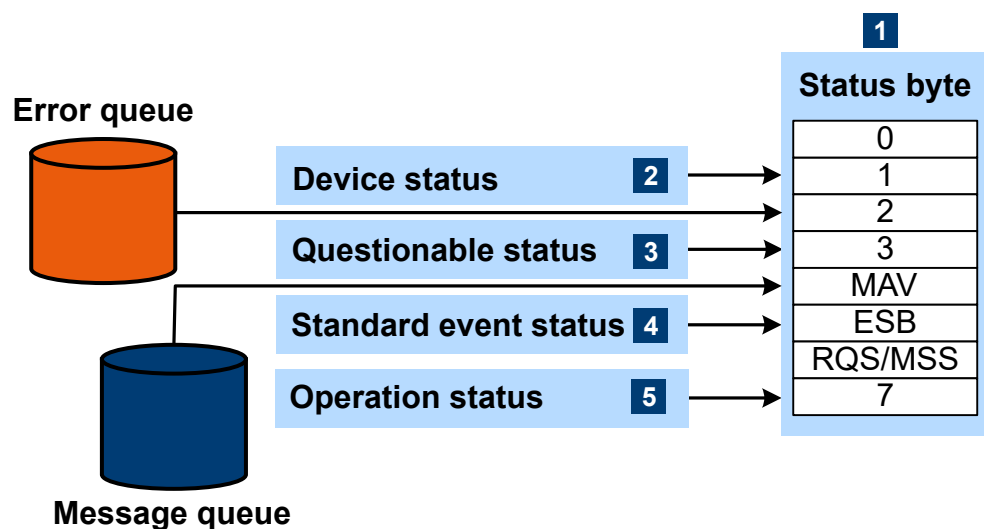 1
Status byte
Error queue
0
Device status 2 1
2
Questionable status 3 3
MAV
Standard event status 4 ESB
RQS/MSS
Operation status 5 7
Message queue